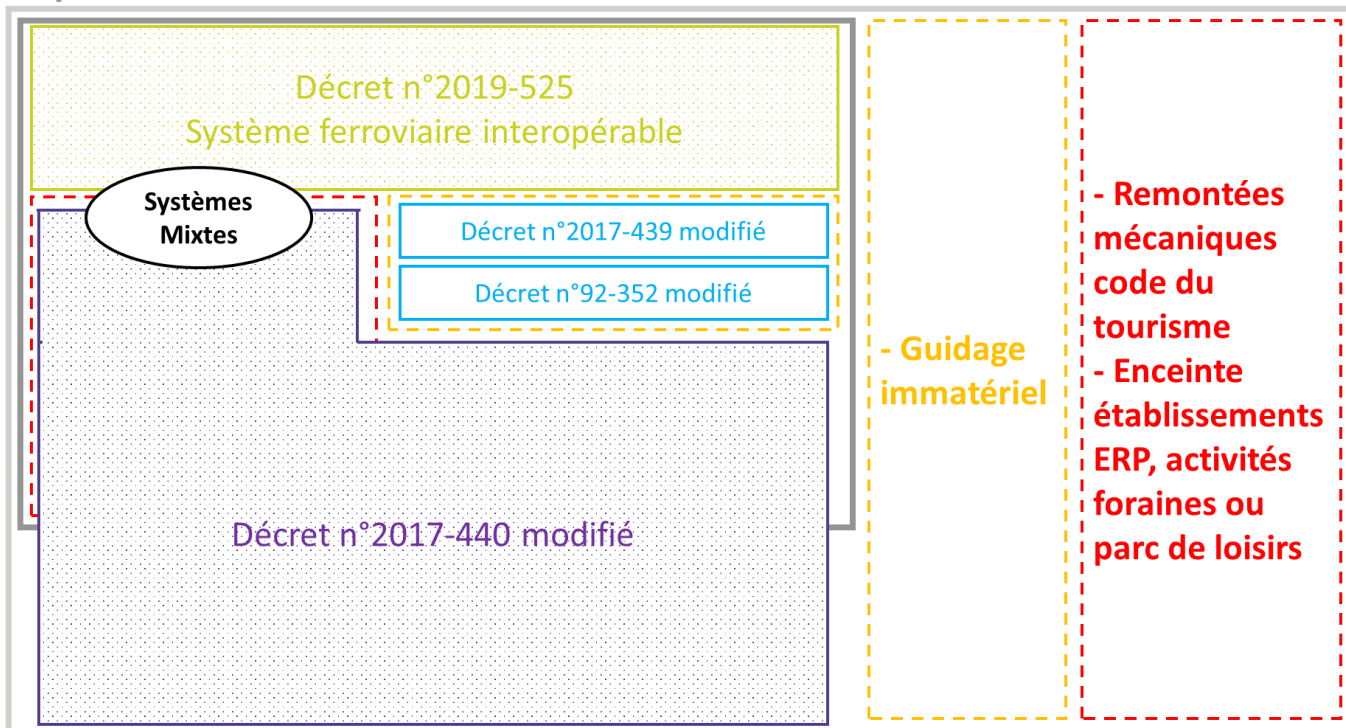 Décret n°2019-525
Système ferroviaire interopérable
Systèmes
Mixtes
Décret n°2017-439 modifié
Décret n°92-352 modifié
Décret n°2017-440 modifié
- Guidage
immatériel
- Remontées
mécaniques
code du
tourisme
- Enceinte
établissements
ERP, activités
foraines ou
parc de loisirs